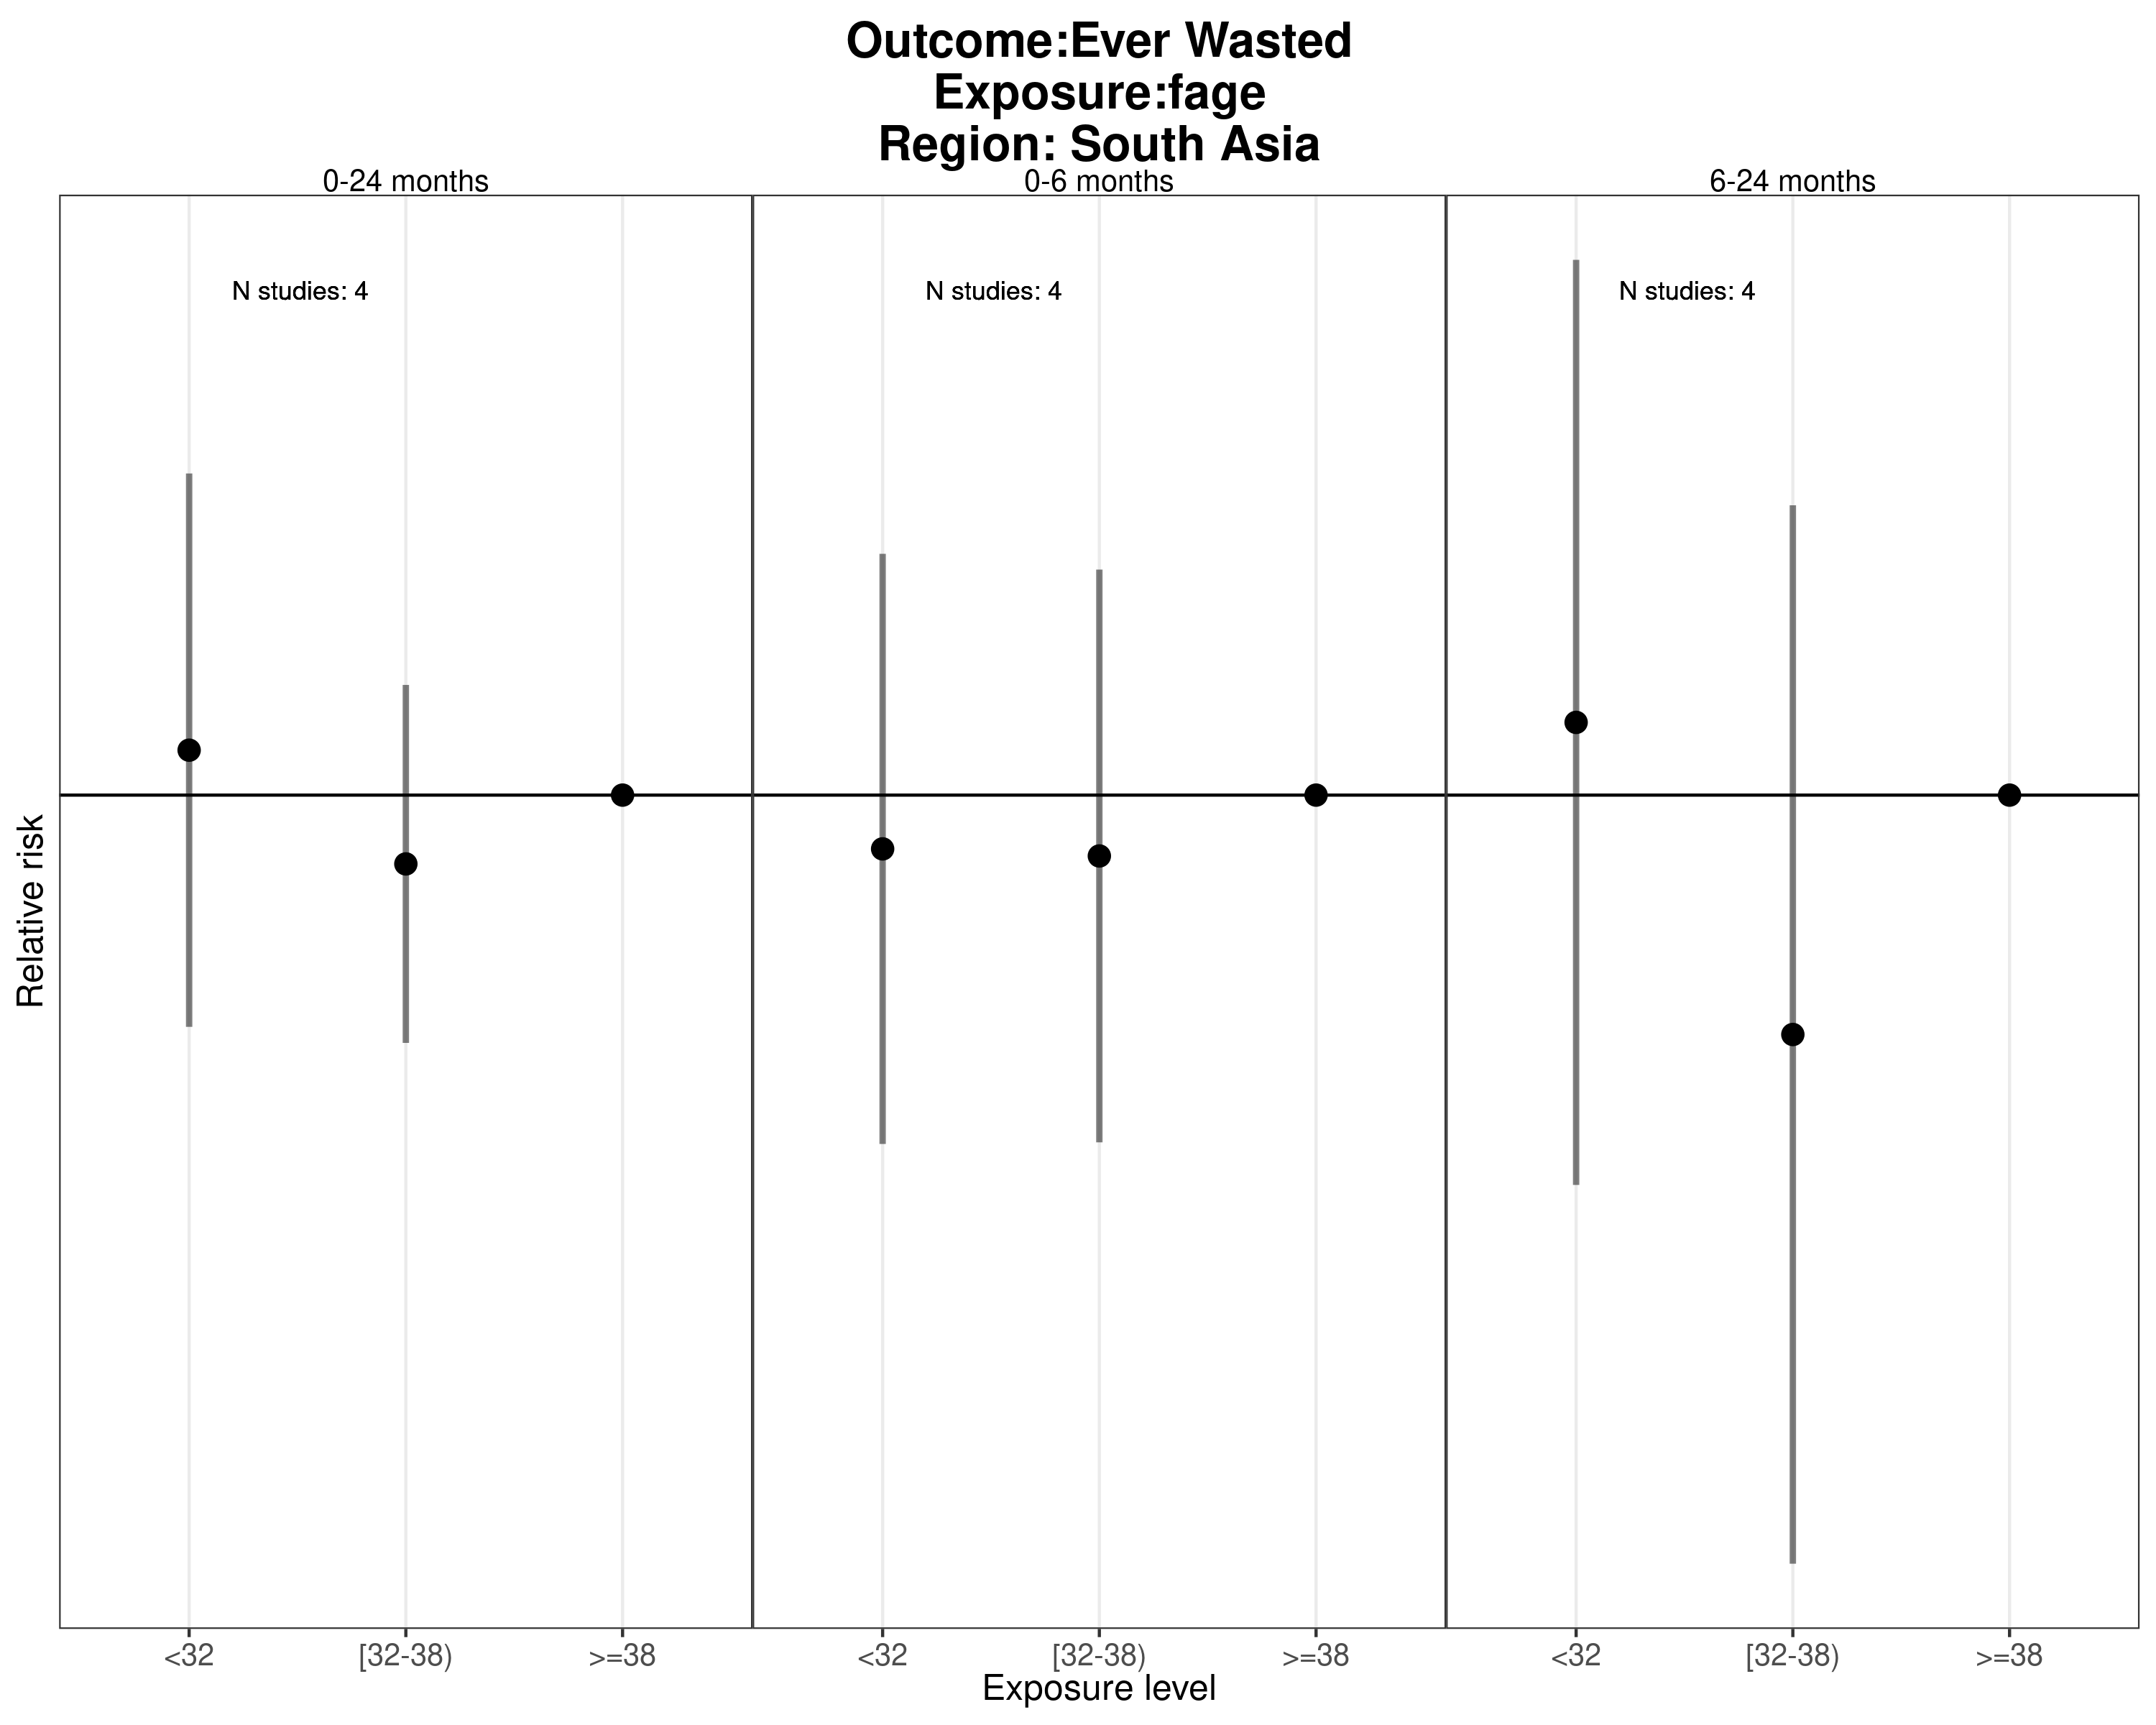 Outcome:Ever Wasted
Exposure:fage
Region: South Asia
0-24 months
0-6 months
6-24 months
N studies: 4
N studies: 4
N studies: 4
Relative risk
<32
[32-38)
>=38
<32
[32-38)
>=38
<32
[32-38)
>=38
Exposure level